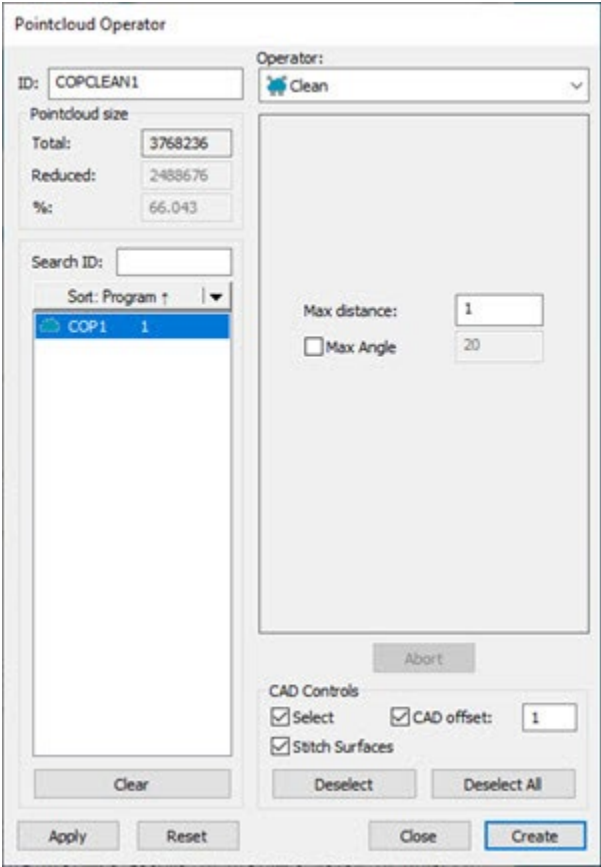 Pointcloud Operator
ID: COPCLEAN1
Operator:
Clean
Pointcloud size
Total: 3768236
Reduced: 2488676
%: 66.043
Search ID:
Sort: Program ↑
COP1 1
Max distance: 1
Max Angle 20
Abort
CAD Controls
Select CAD offset: 1
Stitch Surfaces
Deselect Deselect All
Clear
Apply Reset Close Create